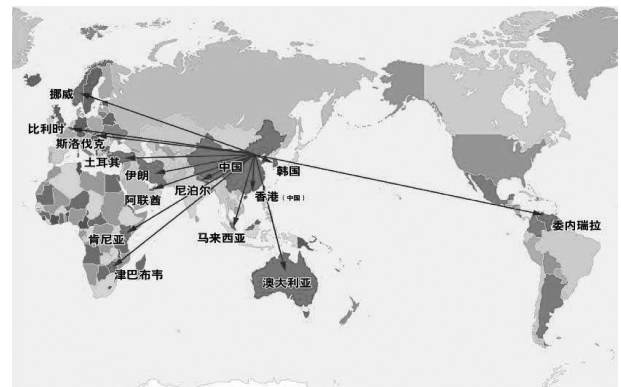 挪威
比利时
斯洛伐克
土耳其
中国
韩国
伊朗
尼泊尔
香港（中国）
阿联酋
委内瑞拉
肯尼亚
马来西亚
津巴布韦
澳大利亚